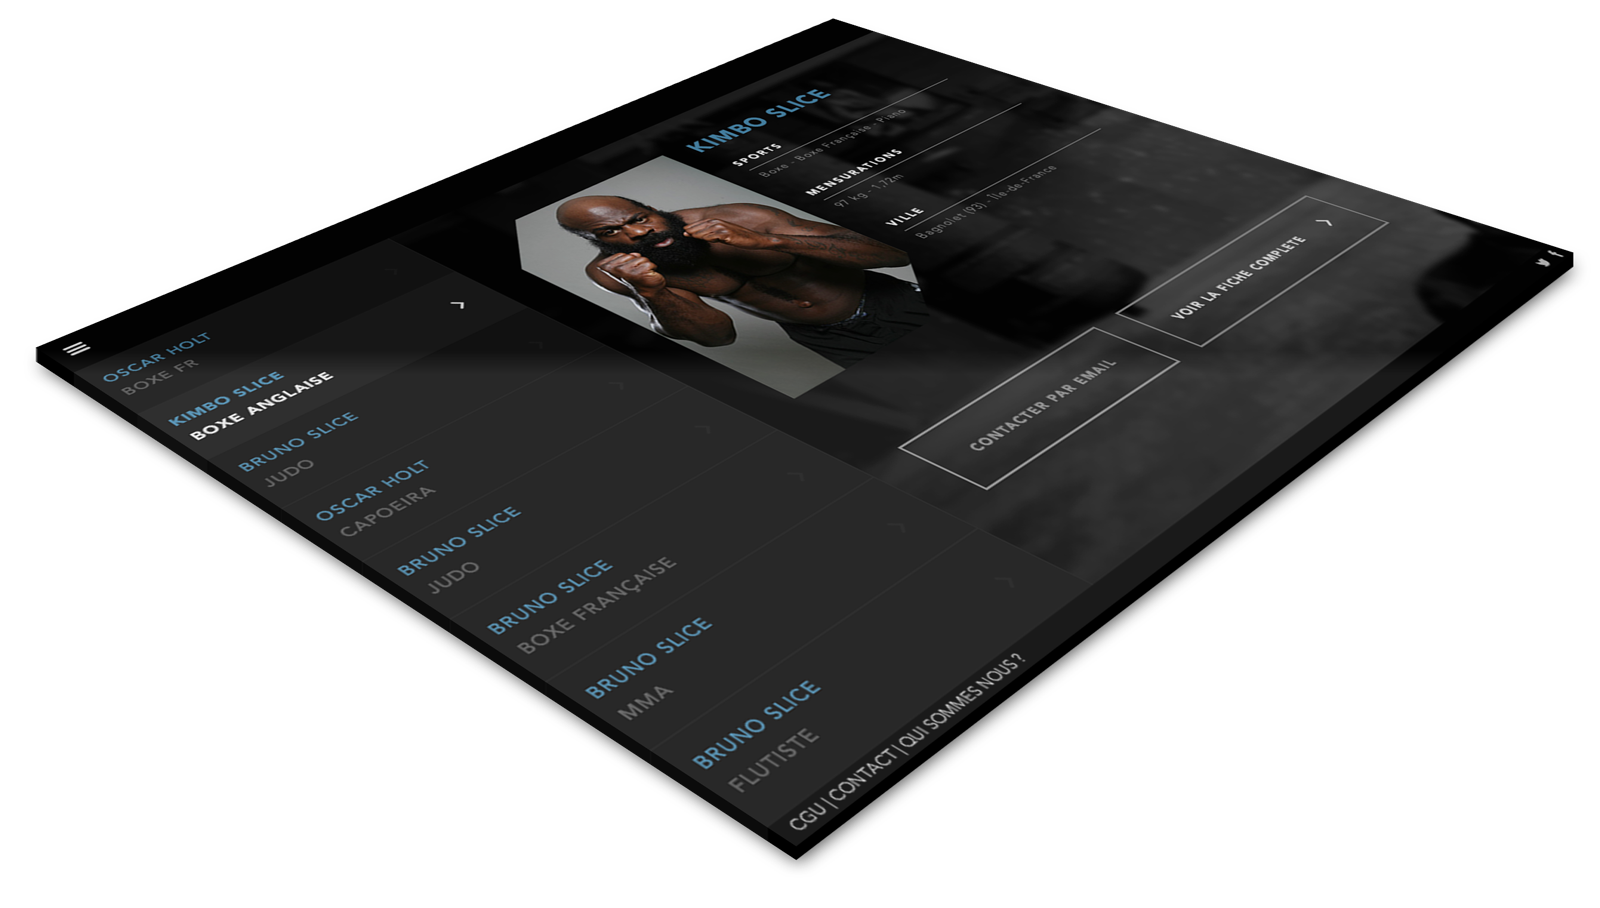 OSCAR HOLT
BOXE FR
KIMBO SLICE
BOXE ANGLAISE
BRUNO SLICE
JUDO
OSCAR HOLT
CAPOEIRA
BRUNO SLICE
JUDO
BRUNO SLICE
BOXE FRANÇAISE
BRUNO SLICE
MMA
BRUNO SLICE
FLUTISTE
KIMBO SLICE
SPORTS
Boxe - Boxe Française - Piano
MENSURATIONS
97 kg - 1,72m
VILLE
Bagnolet (93) - Île-de-France
CONTACTER PAR EMAIL
VOIR LA FICHE COMPLETE
CGU | CONTACT | QUI SOMMES NOUS ?